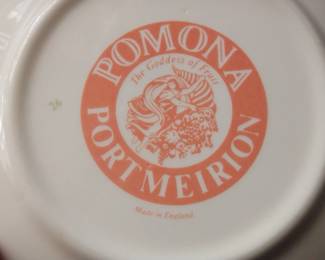 POMONA
The Goddess of Fruit
PORTMEIRION
Made in England